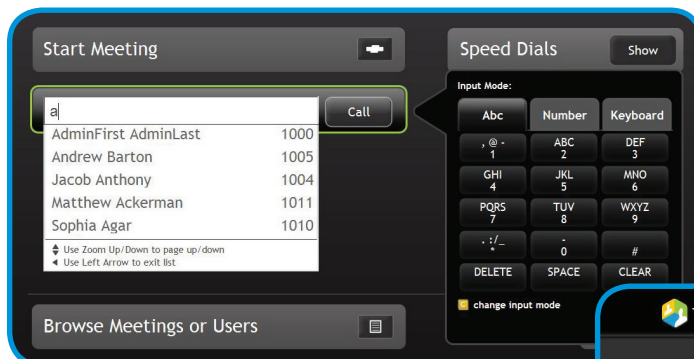 Start Meeting
a
Call
AdminFirst AdminLast 1000
Andrew Barton 1005
Jacob Anthony 1004
Matthew Ackerman 1011
Sophia Agar 1010
Use Zoom Up/Down to page up/down
Use Left Arrow to exit list
Browse Meetings or Users
Speed Dials
Show
Input Mode:
Abc Number Keyboard
, @ - ABC DEF
1 2 3
GHI JKL MNO
4 5 6
PQRS TUV WXYZ
7 8 9
. :/_ -
* 0 #
DELETE SPACE CLEAR
C change input mode